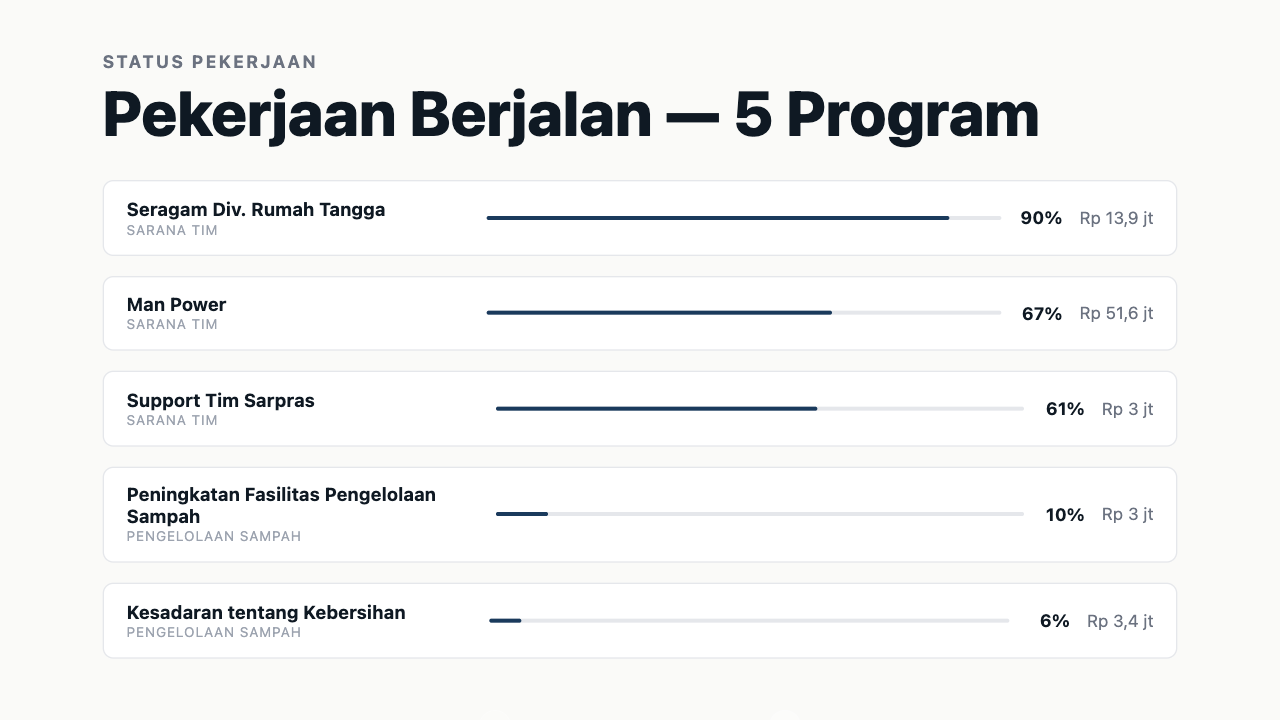 STATUS PEKERJAAN
Pekerjaan Berjalan — 5 Program
Seragam Div. Rumah Tangga
SARANA TIM
90% Rp 13,9 jt
Man Power
SARANA TIM
67% Rp 51,6 jt
Support Tim Sarpras
SARANA TIM
61% Rp 3 jt
Peningkatan Fasilitas Pengelolaan
Sampah
PENGELOLAAN SAMPAH
10% Rp 3 jt
Kesadaran tentang Kebersihan
PENGELOLAAN SAMPAH
6% Rp 3,4 jt